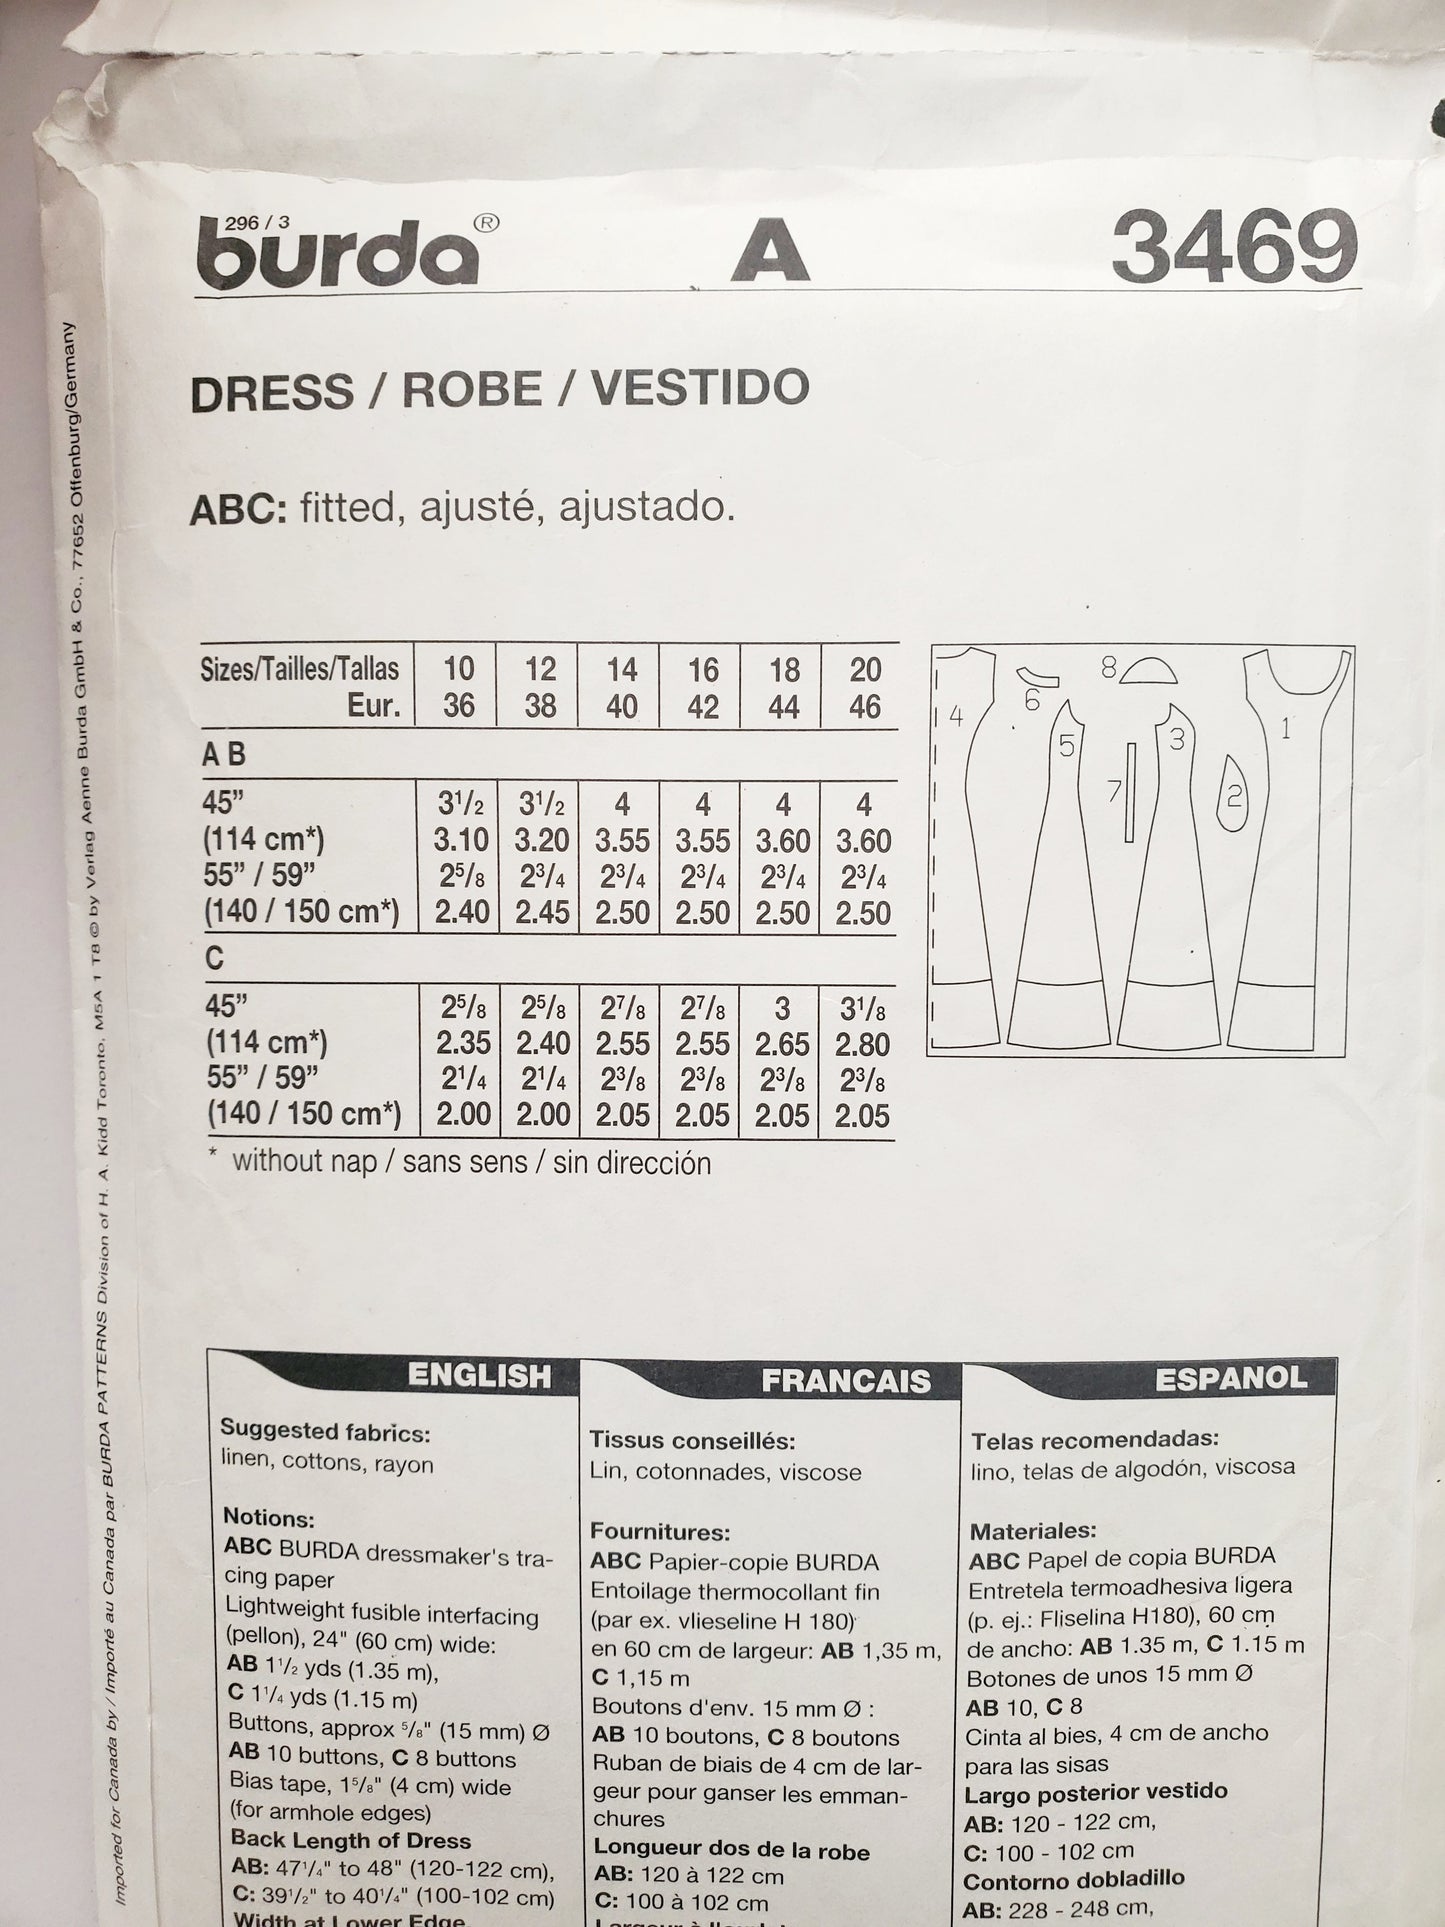 296 / 3
burda®
A
3469
DRESS / ROBE / VESTIDO
ABC: fitted, ajusté, ajustado.
Sizes/Tailles/Tallas 10 12 14 16 18 20
Eur. 36 38 40 42 44 46
A B
45” 3½ 3½ 4 4 4 4
(114 cm*) 3.10 3.20 3.55 3.55 3.60 3.60
55” / 59” 2⅝ 2¾ 2¾ 2¾ 2¾ 2¾
(140 / 150 cm*) 2.40 2.45 2.50 2.50 2.50 2.50
C
45” 2⅝ 2⅝ 2⅞ 2⅞ 3 3⅛
(114 cm*) 2.35 2.40 2.55 2.55 2.65 2.80
55” / 59” 2¼ 2¼ 2⅜ 2⅜ 2⅜ 2⅜
(140 / 150 cm*) 2.00 2.00 2.05 2.05 2.05 2.05
* without nap / sans sens / sin dirección
4
6
8
5
7
3
2
1
ENGLISH
Suggested fabrics:
linen, cottons, rayon
Notions:
ABC BURDA dressmaker's tra-
cing paper
Lightweight fusible interfacing
(pellon), 24" (60 cm) wide:
AB 1½ yds (1.35 m),
C 1¼ yds (1.15 m)
Buttons, approx ⅝" (15 mm) Ø
AB 10 buttons, C 8 buttons
Bias tape, 1⅝" (4 cm) wide
(for armhole edges)
Back Length of Dress
AB: 47¼" to 48" (120-122 cm),
C: 39½" to 40¼" (100-102 cm)
Width at Lower Edge
FRANCAIS
Tissus conseillés:
Lin, cotonnades, viscose
Fournitures:
ABC Papier-copie BURDA
Entoilage thermocollant fin
(par ex. vlieseline H 180)
en 60 cm de largeur: AB 1,35 m,
C 1,15 m
Boutons d'env. 15 mm Ø :
AB 10 boutons, C 8 boutons
Ruban de biais de 4 cm de lar-
geur pour ganser les emman-
chures
Longueur dos de la robe
AB: 120 à 122 cm
C: 100 à 102 cm
ESPANOL
Telas recomendadas:
lino, telas de algodón, viscosa
Materiales:
ABC Papel de copia BURDA
Entretela termoadhesiva ligera
(p. ej.: Fliselina H180), 60 cm
de ancho: AB 1.35 m, C 1.15 m
Botones de unos 15 mm Ø
AB 10, C 8
Cinta al bies, 4 cm de ancho
para las sisas
Largo posterior vestido
AB: 120 - 122 cm,
C: 100 - 102 cm
Contorno dobladillo
AB: 228 - 248 cm,
Imported for Canada by / Importé au Canada par BURDA PATTERNS Division of H. A. Kidd Toronto, M5A 1 T8 © by Verlag Aenne Burda GmbH & Co., 77652 Offenburg/Germany